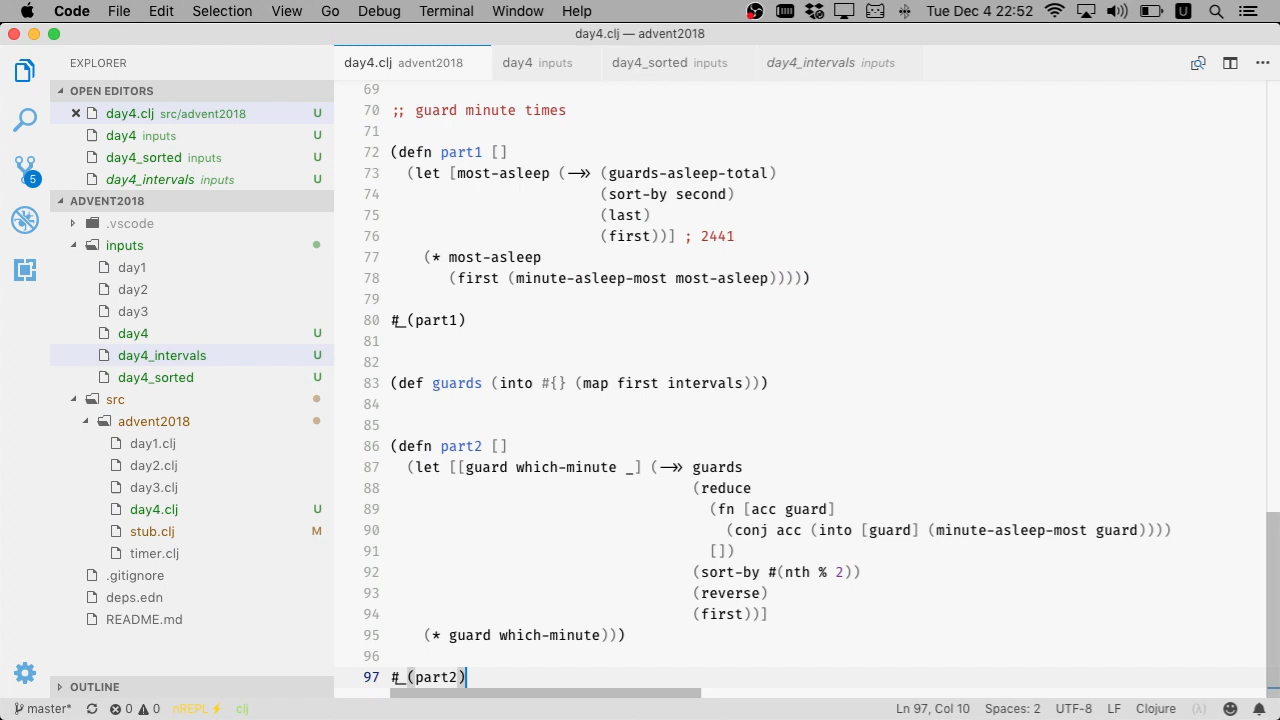 Code File Edit Selection View Go Debug Terminal Window Help Tue Dec 4 22:52 U
day4.clj — advent2018
EXPLORER
day4.clj advent2018 day4 inputs day4_sorted inputs day4_intervals inputs
OPEN EDITORS
day4.clj src/advent2018 U
day4 inputs U
day4_sorted inputs U
day4_intervals inputs U
5
ADVENT2018
.vscode
inputs
day1
day2
day3
day4 U
day4_intervals U
day4_sorted U
src
advent2018
day1.clj
day2.clj
day3.clj
day4.clj U
stub.clj M
timer.clj
.gitignore
deps.edn
README.md
OUTLINE
69
70 ;; guard minute times
71
72 (defn part1 []
73 (let [most-asleep (->> (guards-asleep-total)
74 (sort-by second)
75 (last)
76 (first))] ; 2441
77 (* most-asleep
78 (first (minute-asleep-most most-asleep)))))
79
80 #_(part1)
81
82
83 (def guards (into #{} (map first intervals)))
84
85
86 (defn part2 []
87 (let [[guard which-minute _] (->> guards
88 (reduce
89 (fn [acc guard]
90 (conj acc (into [guard] (minute-asleep-most guard))))
91 [])
92 (sort-by #(nth % 2))
93 (reverse)
94 (first))]
95 (* guard which-minute)))
96
97 #_(part2)
master* 0 0 nREPL⚡ clj Ln 97, Col 10 Spaces: 2 UTF-8 LF Clojure (λ)